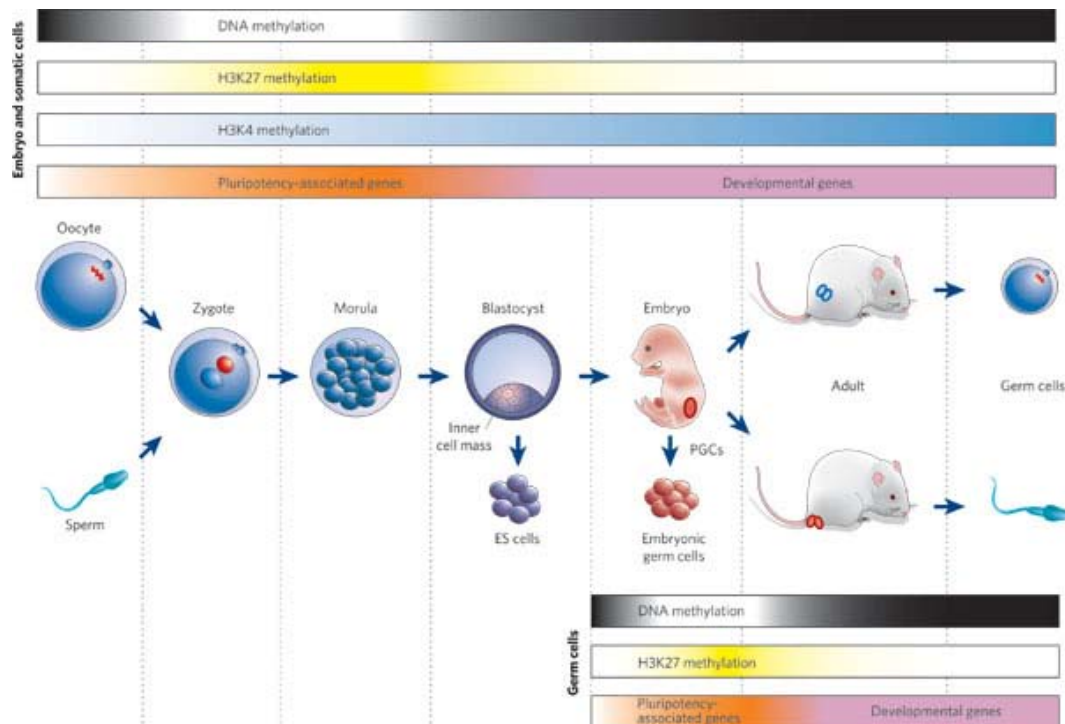 Embryo and somatic cells
DNA methylation
H3K27 methylation
H3K4 methylation
Pluripotency-associated genes
Developmental genes
Oocyte
Zygote
Morula
Blastocyst
Embryo
Adult
Germ cells
Inner
cell mass
PGCs
Sperm
ES cells
Embryonic
germ cells
Germ cells
DNA methylation
H3K27 methylation
Pluripotency-
associated genes
Developmental genes